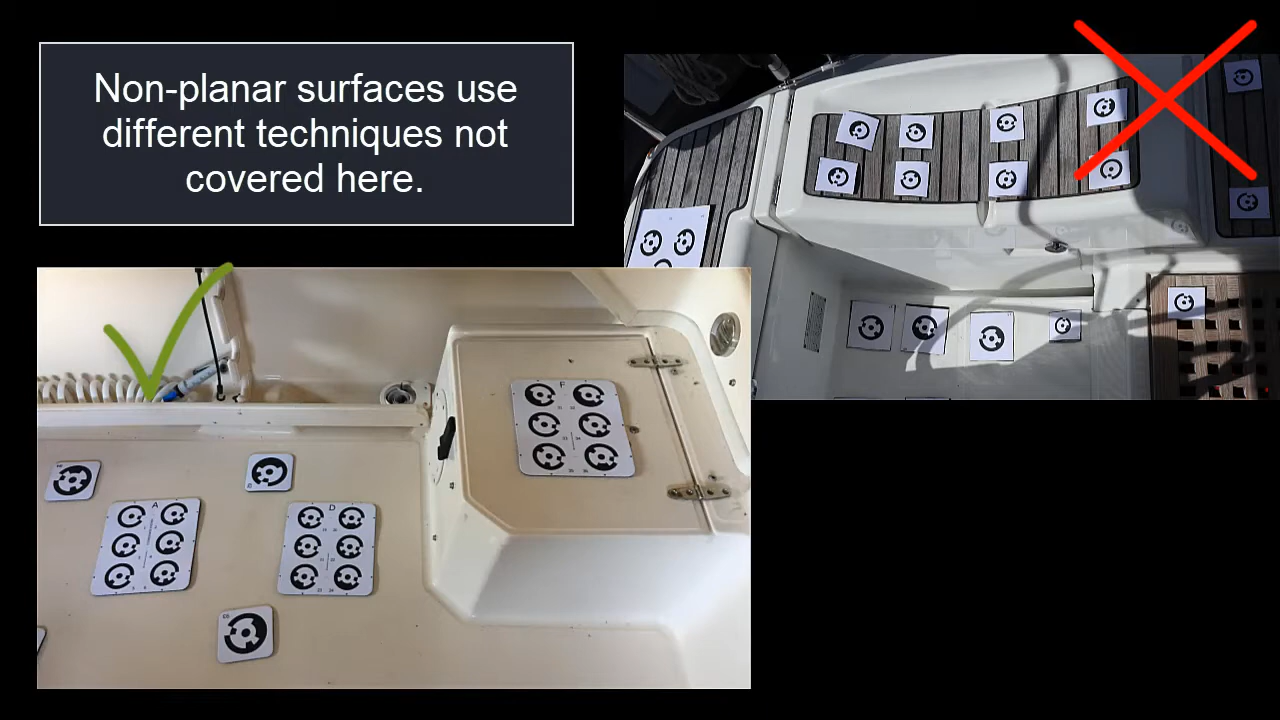 Non-planar surfaces use
different techniques not
covered here.
F
A
D